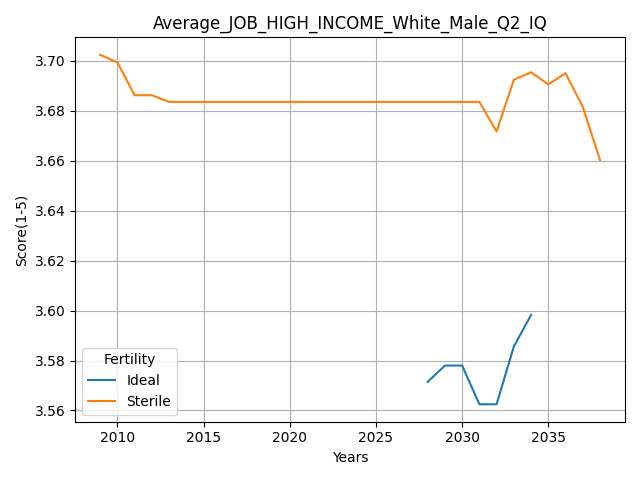 Average_JOB_HIGH_INCOME_White_Male_Q2_IQ
Score(1-5)
3.70
3.68
3.66
3.64
3.62
3.60
3.58
3.56
Fertility
Ideal
Sterile
2010 2015 2020 2025 2030 2035
Years